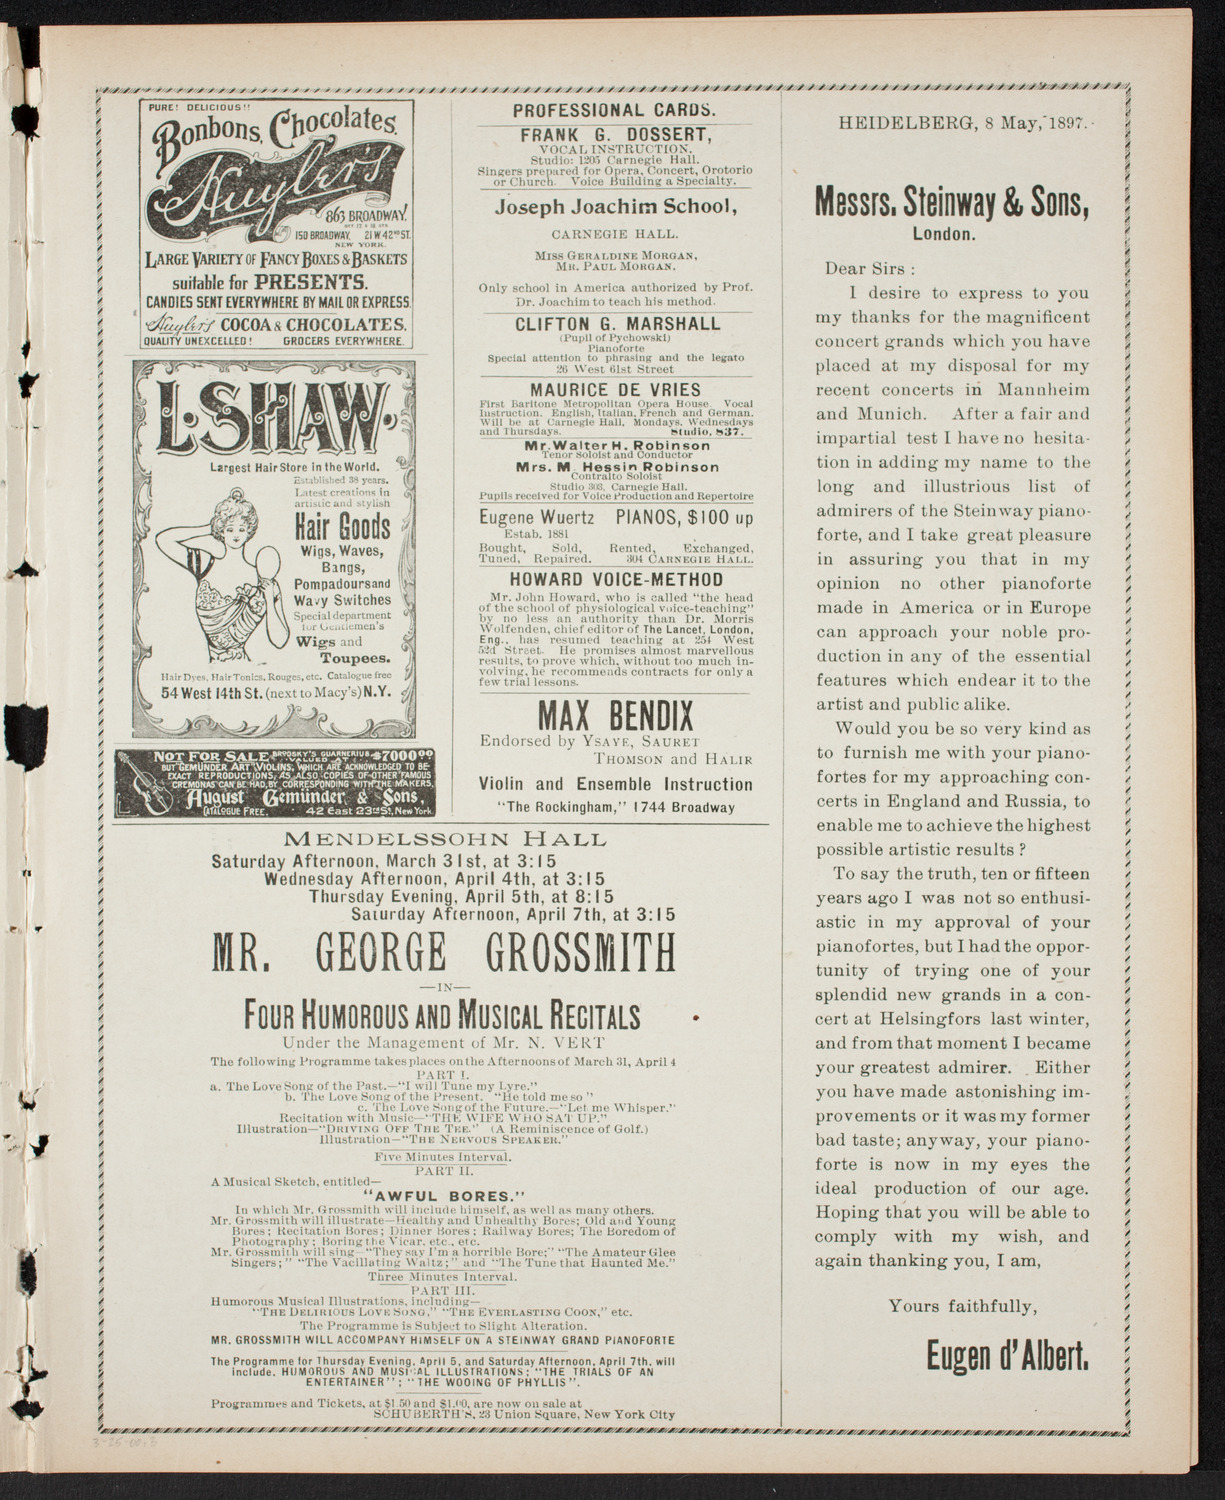 PURE! DELICIOUS!!
Bonbons, Chocolates.
Huyler's
863 BROADWAY.
150 BROADWAY, 21 W 42ND ST.
NEW YORK.
LARGE VARIETY OF FANCY BOXES & BASKETS
suitable for PRESENTS.
CANDIES SENT EVERYWHERE BY MAIL OR EXPRESS.
Huyler's COCOA & CHOCOLATES.
QUALITY UNEXCELLED! GROCERS EVERYWHERE.
L. SHAW.
Largest Hair Store in the World.
Established 38 years.
Latest creations in
artistic and stylish
Hair Goods
Wigs, Waves,
Bangs,
Pompadours and
Wavy Switches
Special department
for Gentlemen's
Wigs and
Toupees.
Hair Dyes, Hair Tonics, Rouges, etc. Catalogue free
54 West 14th St. (next to Macy's) N.Y.
NOT FOR SALE BRODSKY'S GUARNERIUS VALUED AT $7000 00
BUT "GEMÜNDER ART" VIOLINS, WHICH ARE ACKNOWLEDGED TO BE
EXACT REPRODUCTIONS, AS ALSO COPIES OF OTHER FAMOUS
CREMONAS CAN BE HAD, BY CORRESPONDING WITH THE MAKERS,
August Gemünder & Sons,
CATALOGUE FREE. 42 East 23rd St, New York.
PROFESSIONAL CARDS.
FRANK G. DOSSERT,
VOCAL INSTRUCTION.
Studio: 1205 Carnegie Hall.
Singers prepared for Opera, Concert, Orotorio
or Church. Voice Building a Specialty.
Joseph Joachim School,
CARNEGIE HALL.
MISS GERALDINE MORGAN,
MR. PAUL MORGAN.
Only school in America authorized by Prof.
Dr. Joachim to teach his method.
CLIFTON G. MARSHALL
(Pupil of Pychowski)
Pianoforte
Special attention to phrasing and the legato
26 West 61st Street
MAURICE DE VRIES
First Baritone Metropolitan Opera House. Vocal
Instruction. English, Italian, French and German.
Will be at Carnegie Hall, Mondays, Wednesdays
and Thursdays. Studio, 837.
Mr. Walter H. Robinson
Tenor Soloist and Conductor
Mrs. M. Hessin Robinson
Contralto Soloist
Studio 303, Carnegie Hall.
Pupils received for Voice Production and Repertoire
Eugene Wuertz PIANOS, $100 up
Estab. 1881
Bought, Sold, Rented, Exchanged,
Tuned, Repaired. 304 CARNEGIE HALL.
HOWARD VOICE-METHOD
Mr. John Howard, who is called "the head
of the school of physiological voice-teaching"
by no less an authority than Dr. Morris
Wolfenden, chief editor of The Lancet, London,
Eng., has resumed teaching at 254 West
52d Street. He promises almost marvellous
results, to prove which, without too much in-
volving, he recommends contracts for only a
few trial lessons.
MAX BENDIX
Endorsed by YSAYE, SAURET
THOMSON and HALIR
Violin and Ensemble Instruction
"The Rockingham," 1744 Broadway
MENDELSSOHN HALL
Saturday Afternoon, March 31st, at 3:15
Wednesday Afternoon, April 4th, at 3:15
Thursday Evening, April 5th, at 8:15
Saturday Afternoon, April 7th, at 3:15
MR. GEORGE GROSSMITH
—IN—
FOUR HUMOROUS AND MUSICAL RECITALS
Under the Management of Mr. N. VERT
The following Programme takes places on the Afternoons of March 31, April 4
PART I.
a. The Love Song of the Past.—"I will Tune my Lyre."
b. The Love Song of the Present. "He told me so"
c. The Love Song of the Future.—"Let me Whisper."
Recitation with Music—"THE WIFE WHO SAT UP."
Illustration—"DRIVING OFF THE TEE." (A Reminiscence of Golf.)
Illustration—"THE NERVOUS SPEAKER."
Five Minutes Interval.
PART II.
A Musical Sketch, entitled—
"AWFUL BORES."
In which Mr. Grossmith will include himself, as well as many others.
Mr. Grossmith will illustrate—Healthy and Unhealthy Bores; Old and Young
Bores; Recitation Bores; Dinner Bores; Railway Bores; The Boredom of
Photography; Boring the Vicar, etc., etc.
Mr. Grossmith will sing—"They say I'm a horrible Bore;" "The Amateur Glee
Singers;" "The Vacillating Waltz;" and "The Tune that Haunted Me."
Three Minutes Interval.
PART III.
Humorous Musical Illustrations, including—
"THE DELIRIOUS LOVE SONG," "THE EVERLASTING COON," etc.
The Programme is Subject to Slight Alteration.
MR. GROSSMITH WILL ACCOMPANY HIMSELF ON A STEINWAY GRAND PIANOFORTE
The Programme for Thursday Evening, April 5, and Saturday Afternoon, April 7th, will
include, HUMOROUS AND MUSICAL ILLUSTRATIONS; "THE TRIALS OF AN
ENTERTAINER"; "THE WOOING OF PHYLLIS".
Programmes and Tickets, at $1.50 and $1.00, are now on sale at
SCHUBERTH'S, 23 Union Square, New York City
HEIDELBERG, 8 May, 1897.
Messrs. Steinway & Sons,
London.
Dear Sirs :
I desire to express to you
my thanks for the magnificent
concert grands which you have
placed at my disposal for my
recent concerts in Mannheim
and Munich. After a fair and
impartial test I have no hesita-
tion in adding my name to the
long and illustrious list of
admirers of the Steinway piano-
forte, and I take great pleasure
in assuring you that in my
opinion no other pianoforte
made in America or in Europe
can approach your noble pro-
duction in any of the essential
features which endear it to the
artist and public alike.
Would you be so very kind as
to furnish me with your piano-
fortes for my approaching con-
certs in England and Russia, to
enable me to achieve the highest
possible artistic results ?
To say the truth, ten or fifteen
years ago I was not so enthusi-
astic in my approval of your
pianofortes, but I had the oppor-
tunity of trying one of your
splendid new grands in a con-
cert at Helsingfors last winter,
and from that moment I became
your greatest admirer. Either
you have made astonishing im-
provements or it was my former
bad taste; anyway, your piano-
forte is now in my eyes the
ideal production of our age.
Hoping that you will be able to
comply with my wish, and
again thanking you, I am,
Yours faithfully,
Eugen d'Albert.